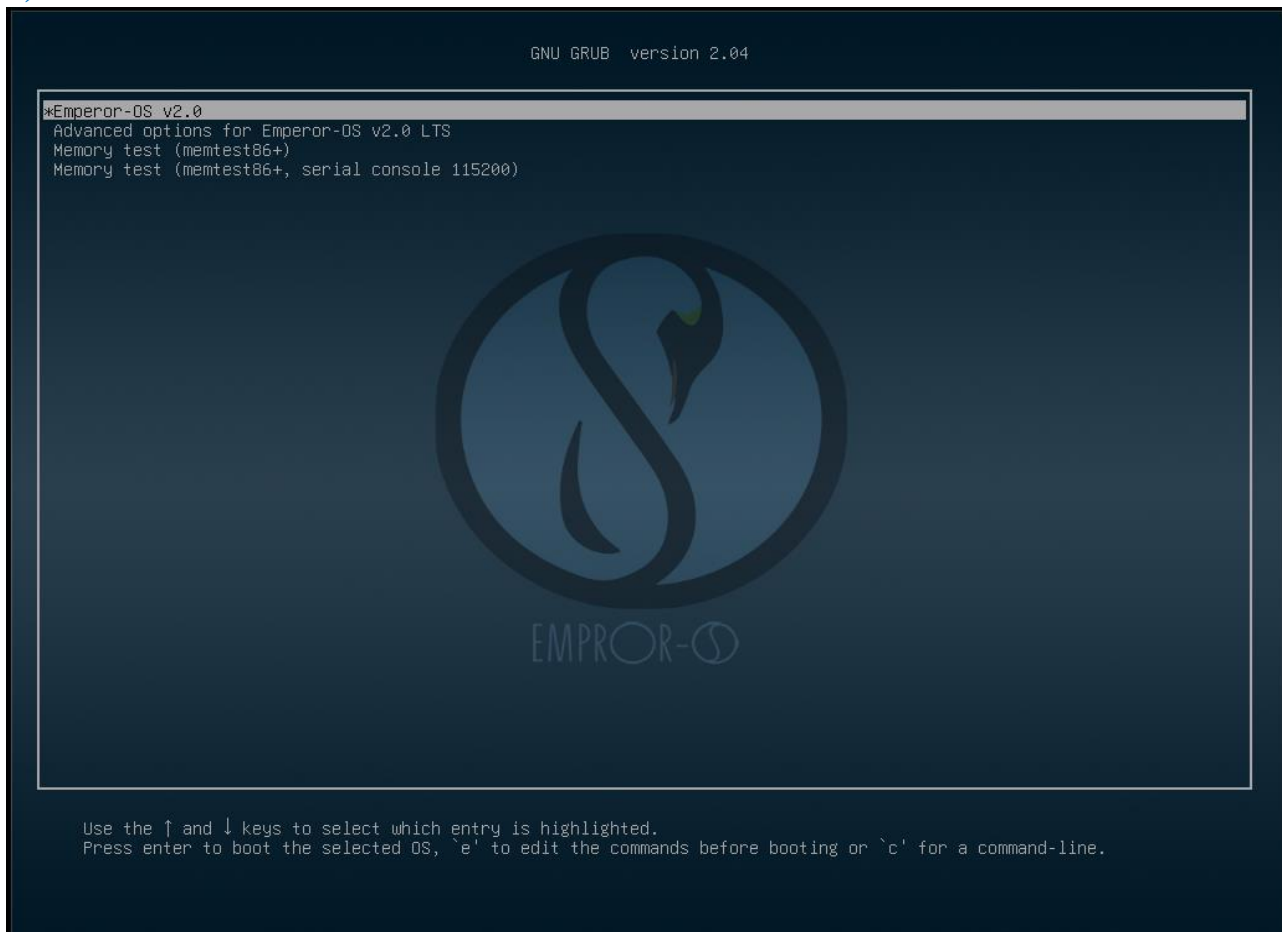 GNU GRUB version 2.04
*Emperor-OS v2.0
Advanced options for Emperor-OS v2.0 LTS
Memory test (memtest86+)
Memory test (memtest86+, serial console 115200)
EMPROR-OS
Use the ↑ and ↓ keys to select which entry is highlighted.
Press enter to boot the selected OS, `e' to edit the commands before booting or `c' for a command-line.